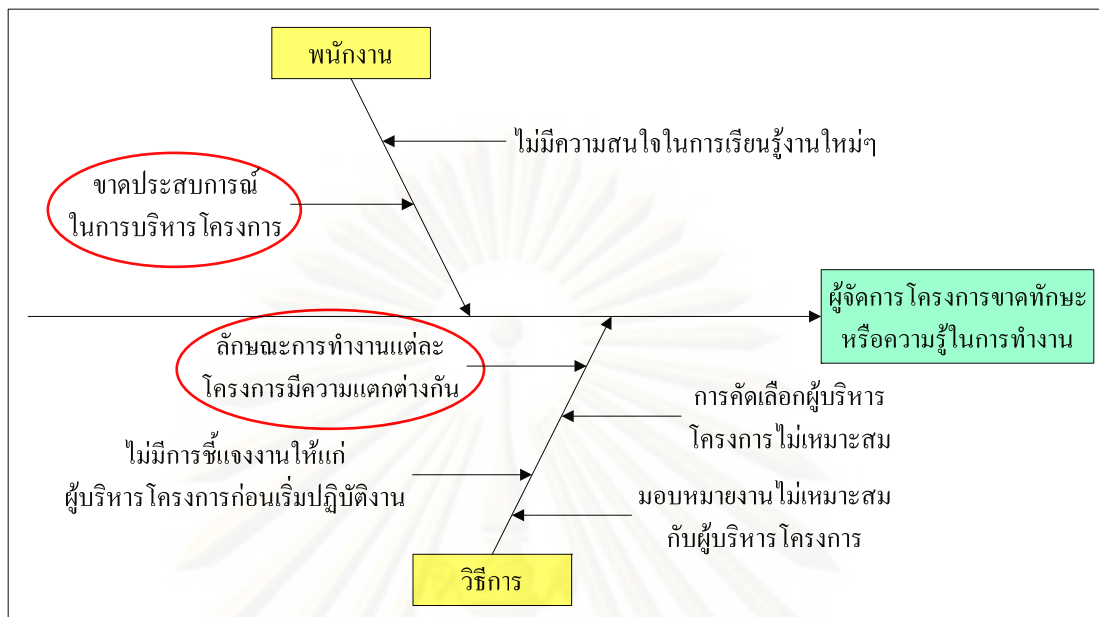 พนักงาน
ไม่มีความสนใจในการเรียนรู้งานใหม่ๆ
ขาดประสบการณ์
ในการบริหารโครงการ
ผู้จัดการโครงการขาดทักษะ
หรือความรู้ในการทำงาน
ลักษณะการทำงานแต่ละ
โครงการมีความแตกต่างกัน
การคัดเลือกผู้บริหาร
โครงการไม่เหมาะสม
ไม่มีการชี้แจงงานให้แก่
ผู้บริหารโครงการก่อนเริ่มปฏิบัติงาน
มอบหมายงานไม่เหมาะสม
กับผู้บริหารโครงการ
วิธีการ